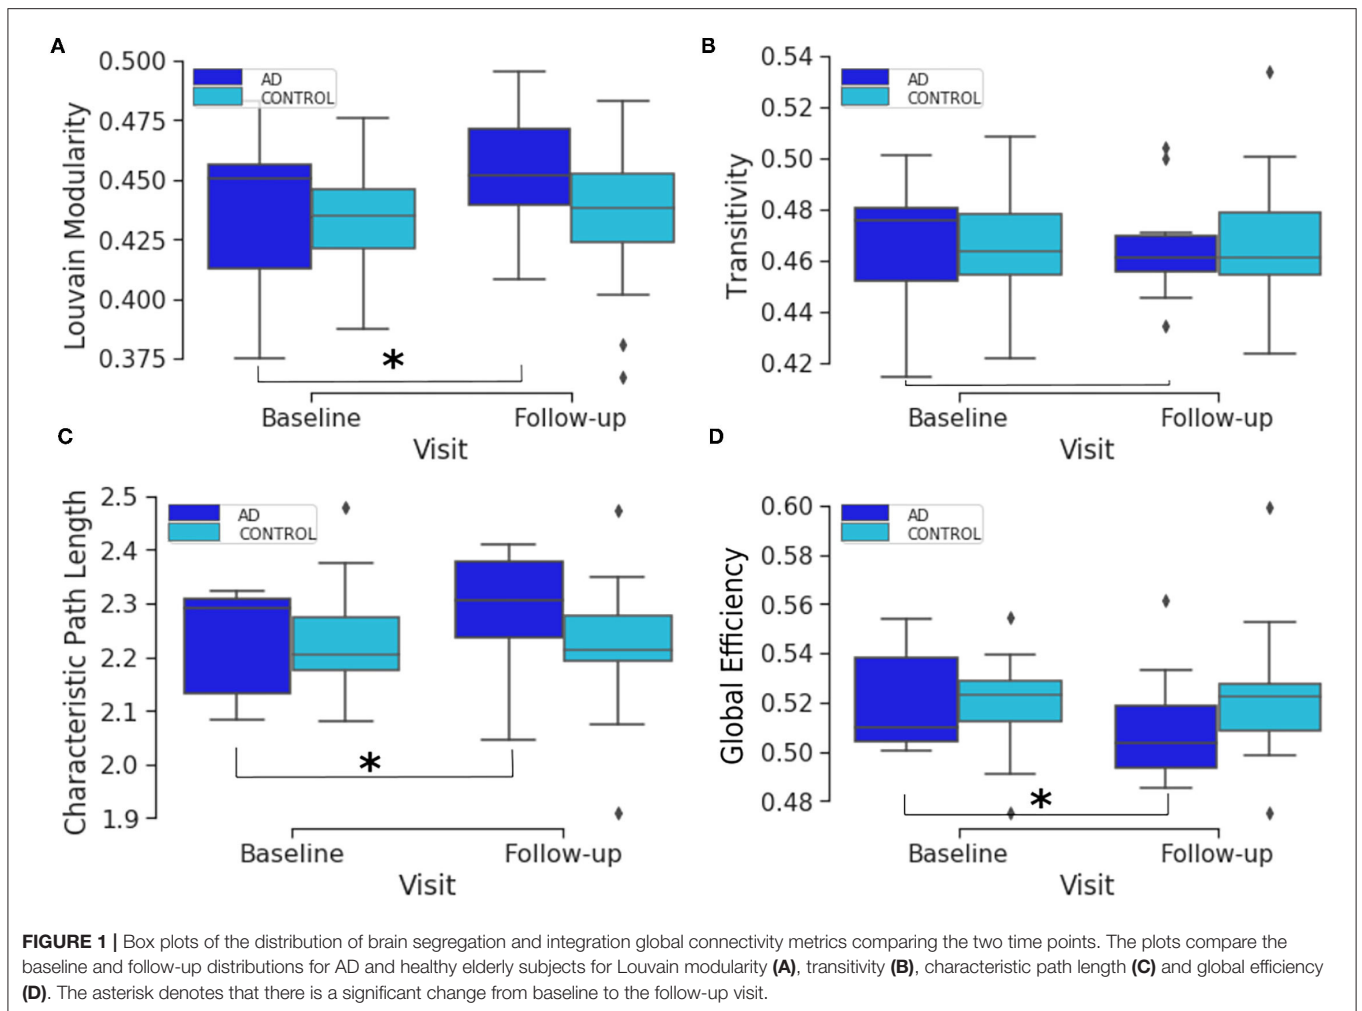 A
0.500
0.475
0.450
0.425
0.400
0.375
Louvain Modularity
AD
CONTROL
*
Baseline
Follow-up
Visit
B
0.54
0.52
0.50
0.48
0.46
0.44
0.42
Transitivity
AD
CONTROL
Baseline
Follow-up
Visit
C
2.5
2.4
2.3
2.2
2.1
2.0
1.9
Characteristic Path Length
AD
CONTROL
*
Baseline
Follow-up
Visit
D
0.60
0.58
0.56
0.54
0.52
0.50
0.48
Global Efficiency
AD
CONTROL
*
Baseline
Follow-up
Visit
FIGURE 1 | Box plots of the distribution of brain segregation and integration global connectivity metrics comparing the two time points. The plots compare the
baseline and follow-up distributions for AD and healthy elderly subjects for Louvain modularity (A), transitivity (B), characteristic path length (C) and global efficiency
(D). The asterisk denotes that there is a significant change from baseline to the follow-up visit.